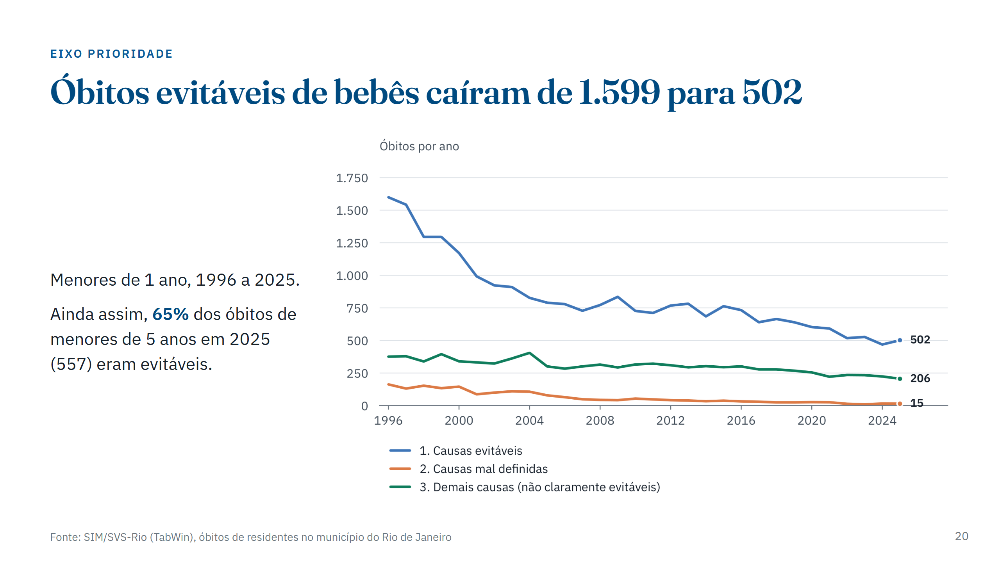 EIXO PRIORIDADE
Óbitos evitáveis de bebês caíram de 1.599 para 502
Menores de 1 ano, 1996 a 2025.
Ainda assim, 65% dos óbitos de
menores de 5 anos em 2025
(557) eram evitáveis.
Óbitos por ano
1.750
1.500
1.250
1.000
750
500
250
0
502
206
15
1996 2000 2004 2008 2012 2016 2020 2024
1. Causas evitáveis
2. Causas mal definidas
3. Demais causas (não claramente evitáveis)
Fonte: SIM/SVS-Rio (TabWin), óbitos de residentes no município do Rio de Janeiro
20